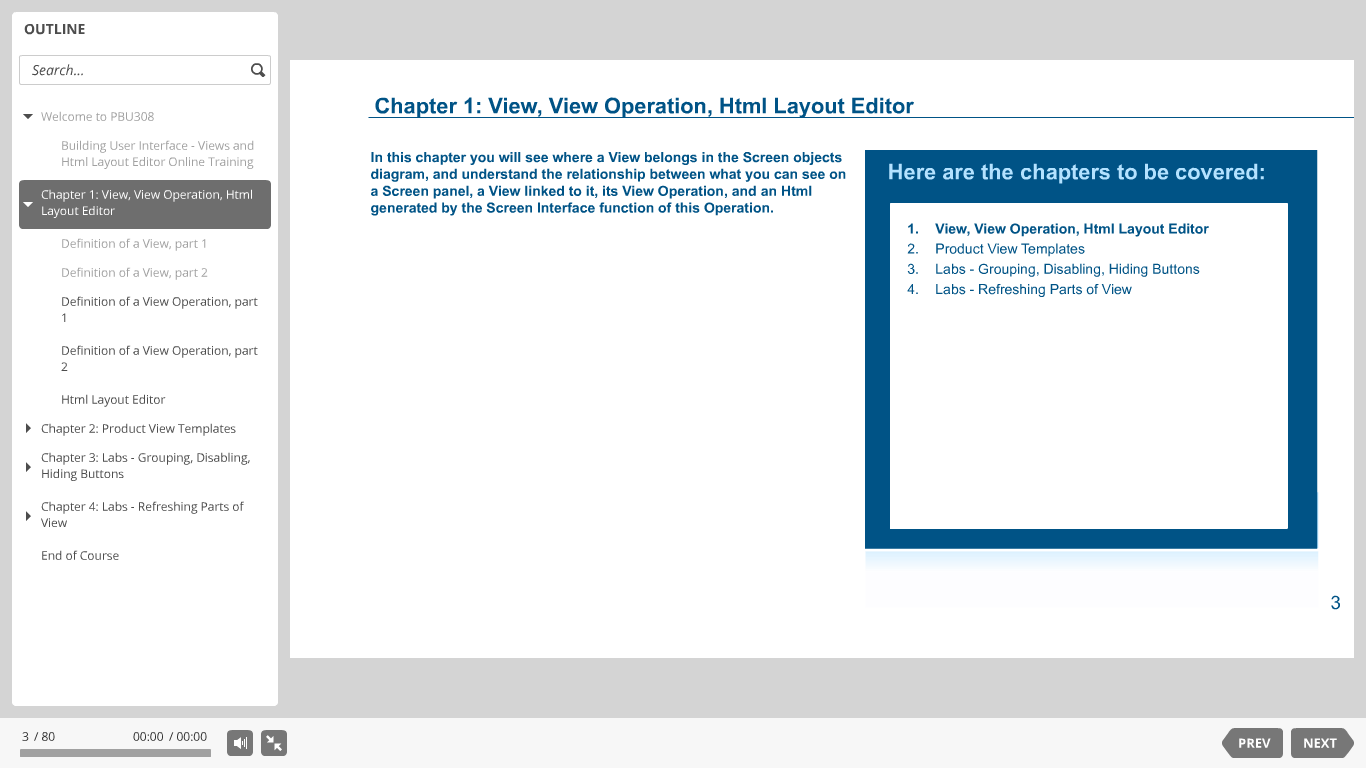 OUTLINE
Search...
Welcome to PBU308
Building User Interface - Views and
Html Layout Editor Online Training
Chapter 1: View, View Operation, Html
Layout Editor
Definition of a View, part 1
Definition of a View, part 2
Definition of a View Operation, part
1
Definition of a View Operation, part
2
Html Layout Editor
Chapter 2: Product View Templates
Chapter 3: Labs - Grouping, Disabling,
Hiding Buttons
Chapter 4: Labs - Refreshing Parts of
View
End of Course
Chapter 1: View, View Operation, Html Layout Editor
In this chapter you will see where a View belongs in the Screen objects
diagram, and understand the relationship between what you can see on
a Screen panel, a View linked to it, its View Operation, and an Html
generated by the Screen Interface function of this Operation.
Here are the chapters to be covered:
1. View, View Operation, Html Layout Editor
2. Product View Templates
3. Labs - Grouping, Disabling, Hiding Buttons
4. Labs - Refreshing Parts of View
3
3 / 80
00:00 / 00:00
PREV
NEXT